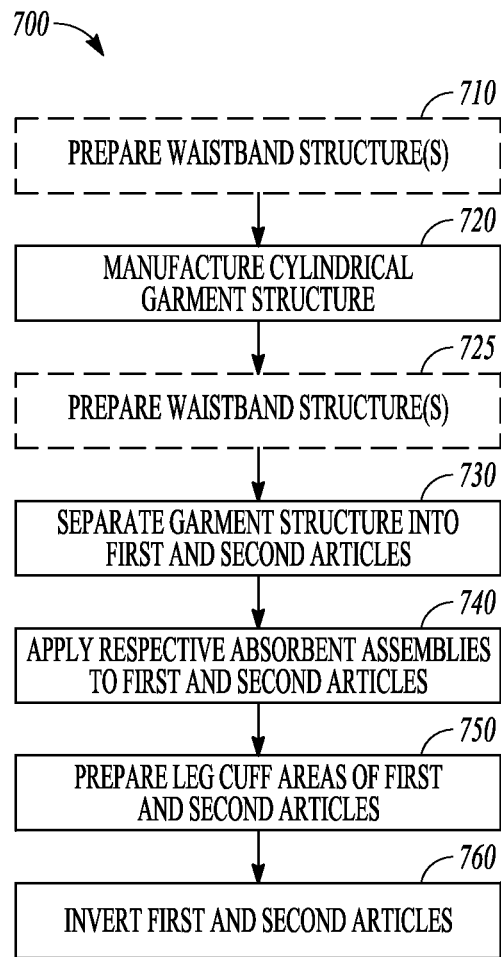 700
710
PREPARE WAISTBAND STRUCTURE(S)
720
MANUFACTURE CYLINDRICAL
GARMENT STRUCTURE
725
PREPARE WAISTBAND STRUCTURE(S)
730
SEPARATE GARMENT STRUCTURE INTO
FIRST AND SECOND ARTICLES
740
APPLY RESPECTIVE ABSORBENT ASSEMBLIES
TO FIRST AND SECOND ARTICLES
750
PREPARE LEG CUFF AREAS OF FIRST
AND SECOND ARTICLES
760
INVERT FIRST AND SECOND ARTICLES